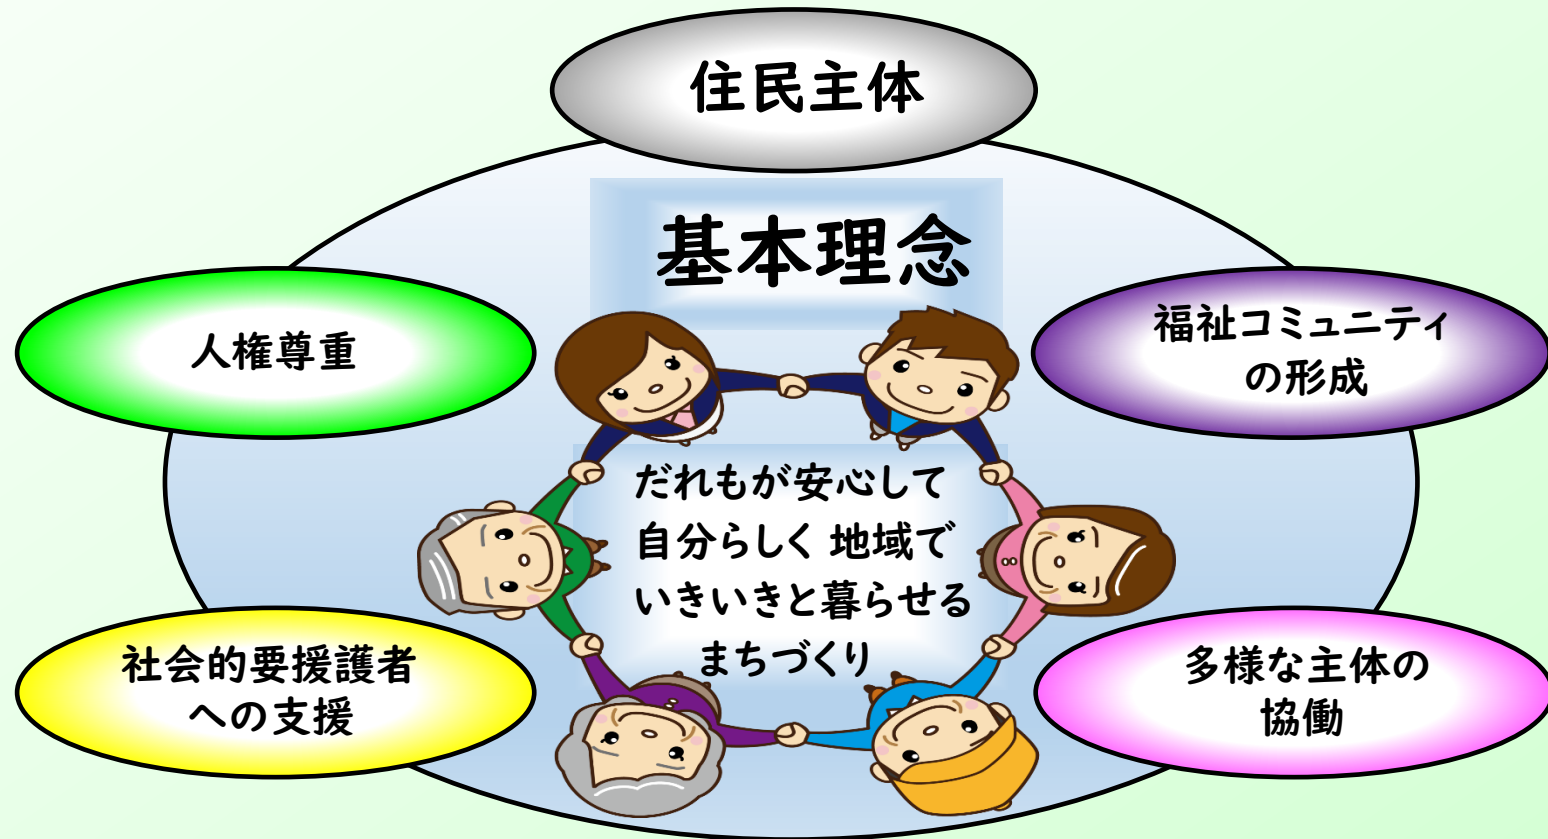 住民主体
基本理念
人権尊重
福祉コミュニティ
の形成
だれもが安心して
自分らしく 地域で
いきいきと暮らせる
まちづくり
社会的要援護者
への支援
多様な主体の
協働